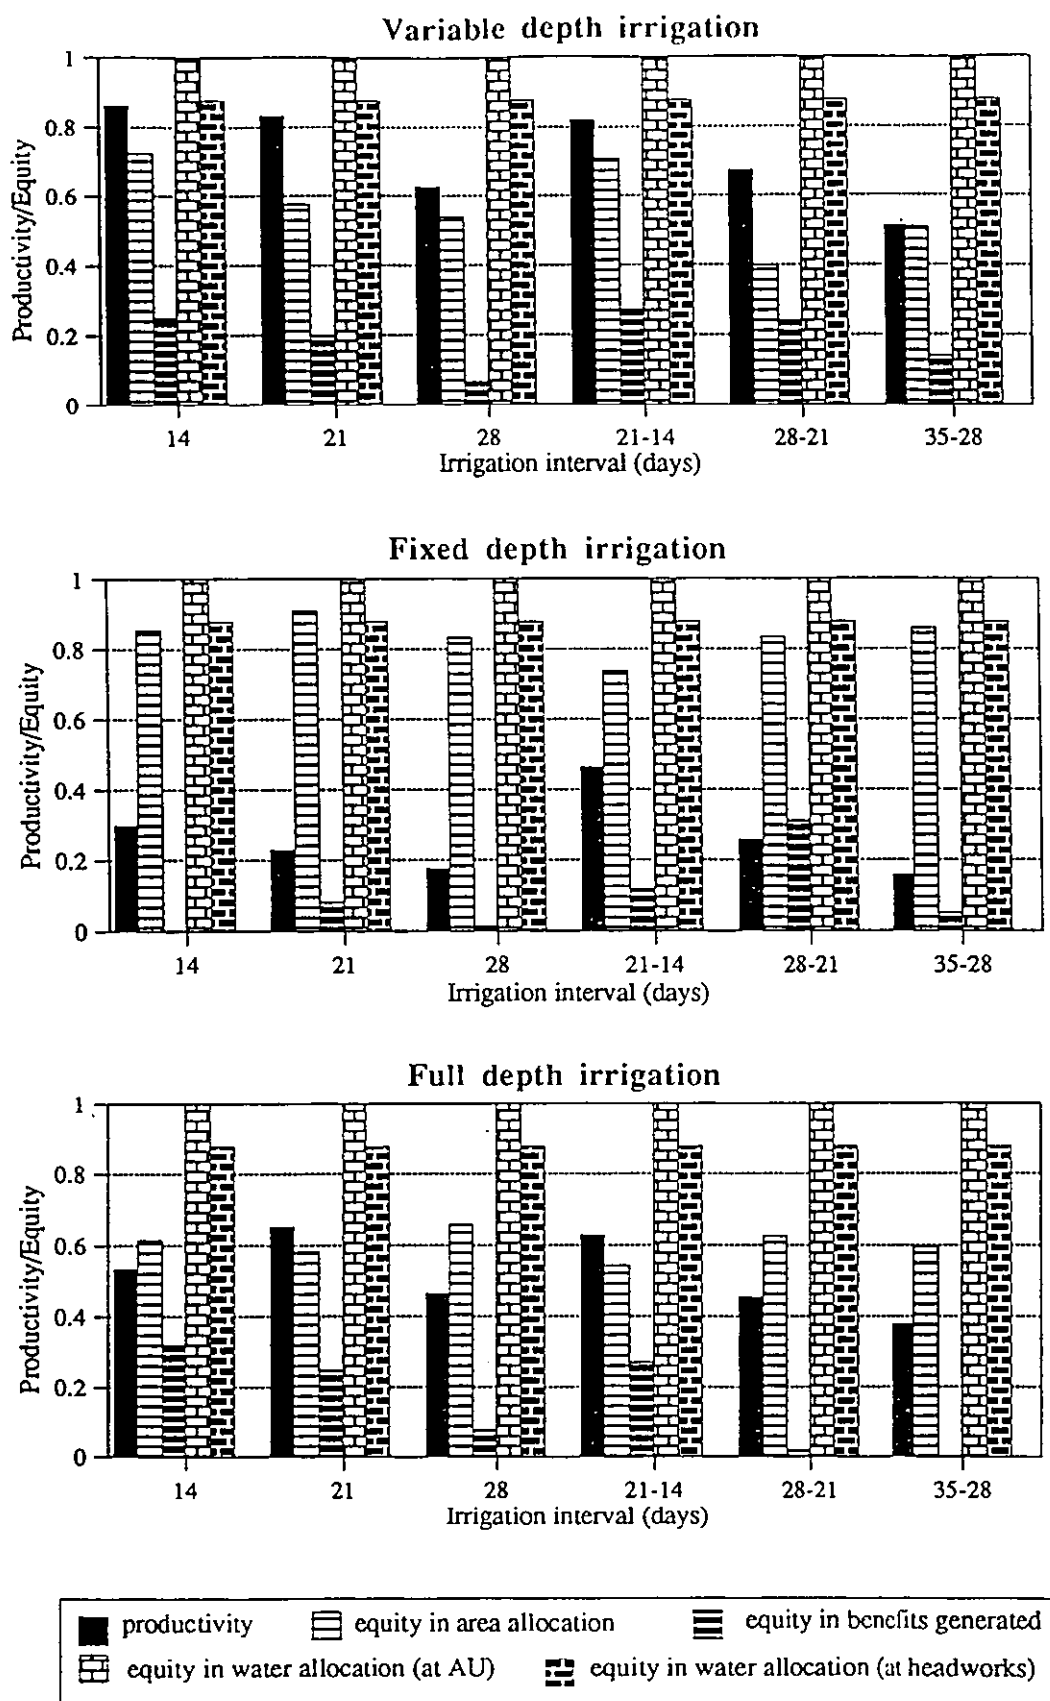 Variable depth irrigation
1
0.8
0.6
0.4
0.2
0
Productivity/Equity
14 21 28 21-14 28-21 35-28
Irrigation interval (days)
Fixed depth irrigation
1
0.8
0.6
0.4
0.2
0
Productivity/Equity
14 21 28 21-14 28-21 35-28
Irrigation interval (days)
Full depth irrigation
1
0.8
0.6
0.4
0.2
0
Productivity/Equity
14 21 28 21-14 28-21 35-28
Irrigation interval (days)
productivity equity in area allocation equity in benefits generated
equity in water allocation (at AU) equity in water allocation (at headworks)